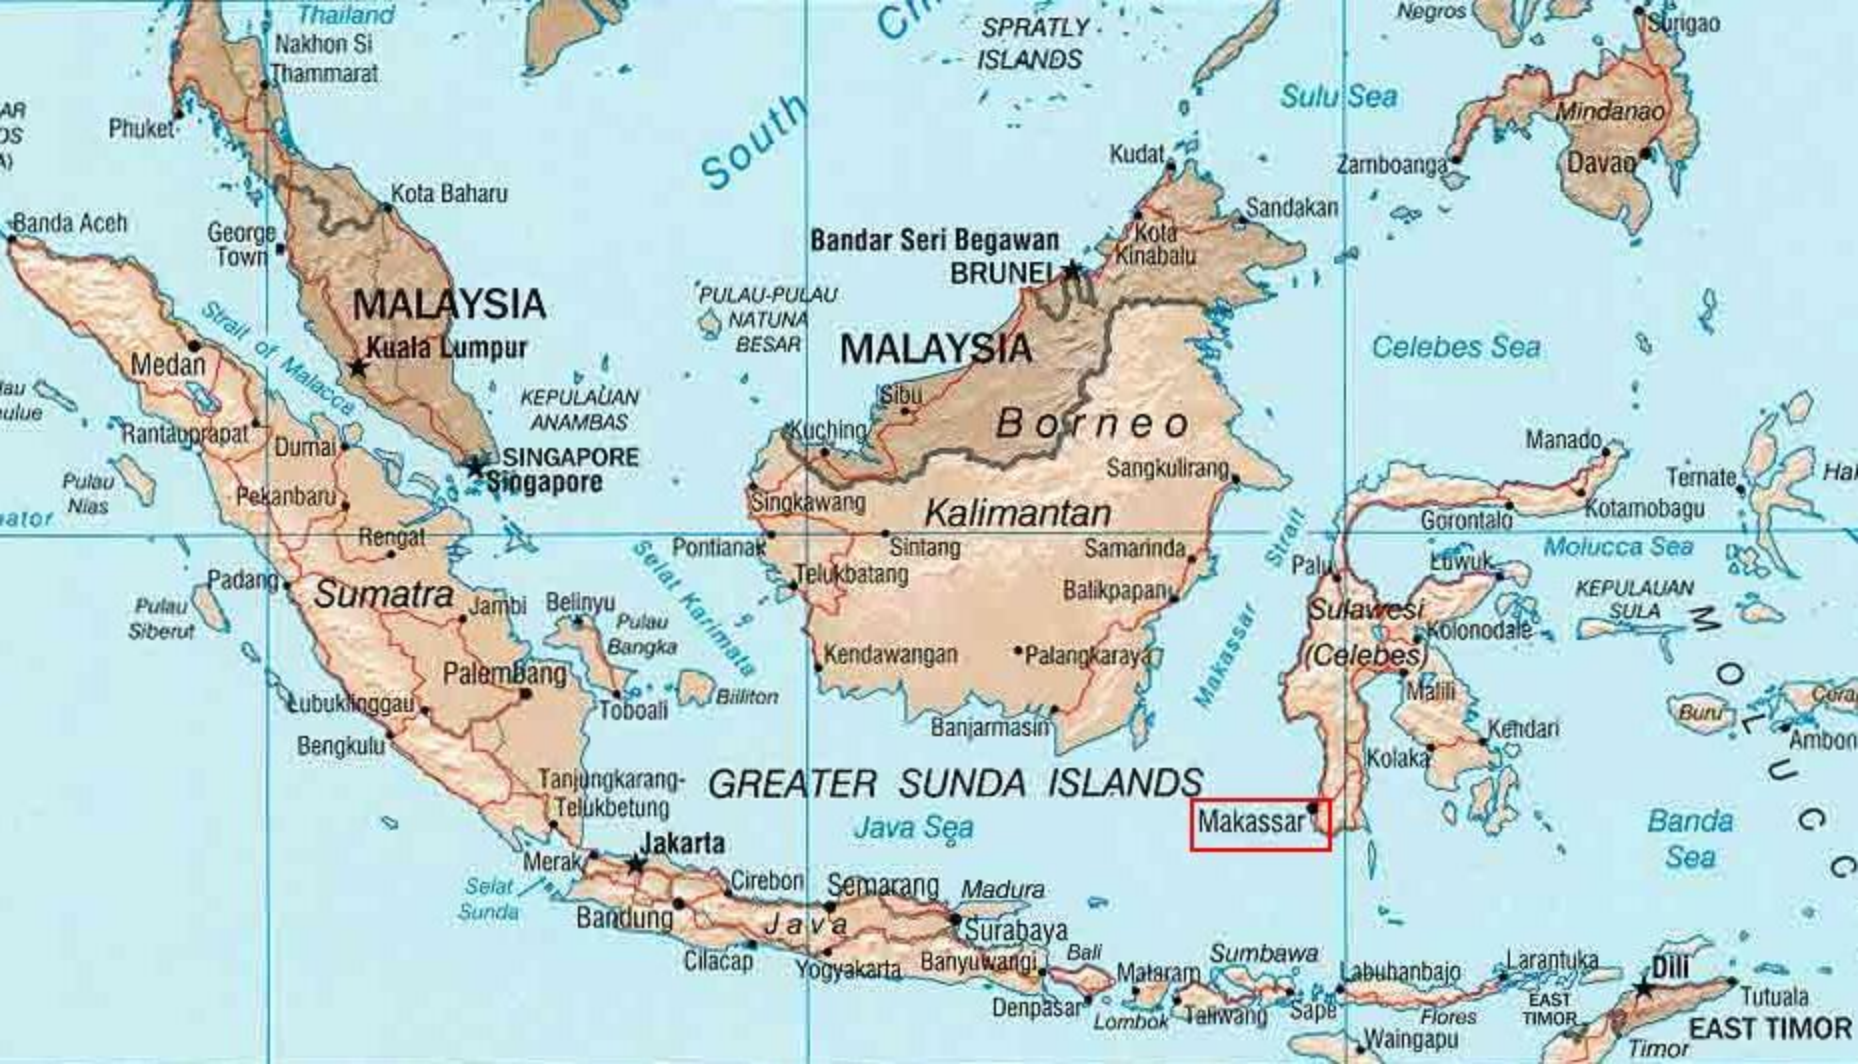 Thailand
Nakhon Si
Thammarat
Phuket
Kota Baharu
George
Town
Banda Aceh
MALAYSIA
Kuala Lumpur
Strait of Malacca
Medan
Rantauprapat
Dumai
Pulau
Nias
Pekanbaru
Rengat
Padang
Sumatra
Jambi
Pulau
Siberut
Belinyu
Pulau
Bangka
Palembang
Lubuklinggau
Toboali
Billiton
Bengkulu
Tanjungkarang-
Telukbetung
KEPULAUAN
ANAMBAS
SINGAPORE
Singapore
South
SPRATLY
ISLANDS
Sulu Sea
Negros
Surigao
Mindanao
Davao
Zamboanga
Kudat
Sandakan
Kota
Kinabalu
Bandar Seri Begawan
BRUNEI
PULAU-PULAU
NATUNA
BESAR
MALAYSIA
Sibu
Borneo
Kuching
Sangkulirang
Singkawang
Kalimantan
Pontianak
Sintang
Samarinda
Telukbatang
Balikpapan
Selat Karimata
Kendawangan
Palangkaraya
Banjarmasin
Makassar Strait
Celebes Sea
Manado
Ternate
Hal
Kotamobagu
Gorontalo
Molucca Sea
Palu
Luwuk
KEPULAUAN
SULA
Sulawesi
(Celebes)
Kolonodale
Malili
Kendari
Kolaka
Buru
Ambon
MOLUCC
Banda
Sea
GREATER SUNDA ISLANDS
Java Sea
Makassar
Jakarta
Merak
Selat
Sunda
Cirebon
Semarang
Madura
Bandung
Java
Surabaya
Cilacap
Yogyakarta
Banyuwangi
Bali
Denpasar
Mataram
Lombok
Sumbawa
Taliwang
Sape
Labuhanbajo
Larantuka
Flores
EAST
TIMOR
Dili
Tutuala
EAST TIMOR
Timor
Waingapu